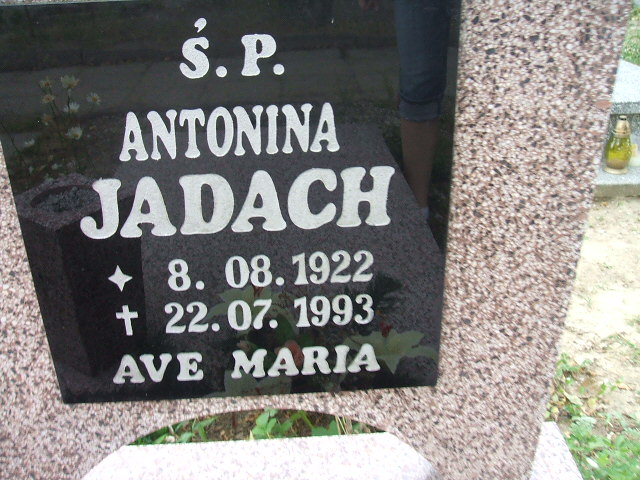 Ś. P.
ANTONINA
JADACH
✦ 8. 08. 1922
✝ 22. 07. 1993
AVE MARIA